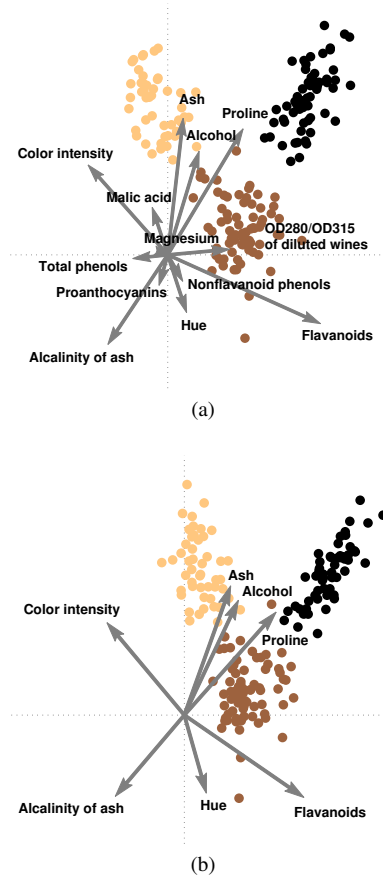 Ash
Proline
Alcohol
Color intensity
Malic acid
OD280/OD315
Magnesium
of diluted wines
Total phenols
Nonflavanoid phenols
Proanthocyanins
Hue
Flavanoids
Alcalinity of ash
(a)
Ash
Alcohol
Color intensity
Proline
Alcalinity of ash
Hue
Flavanoids
(b)